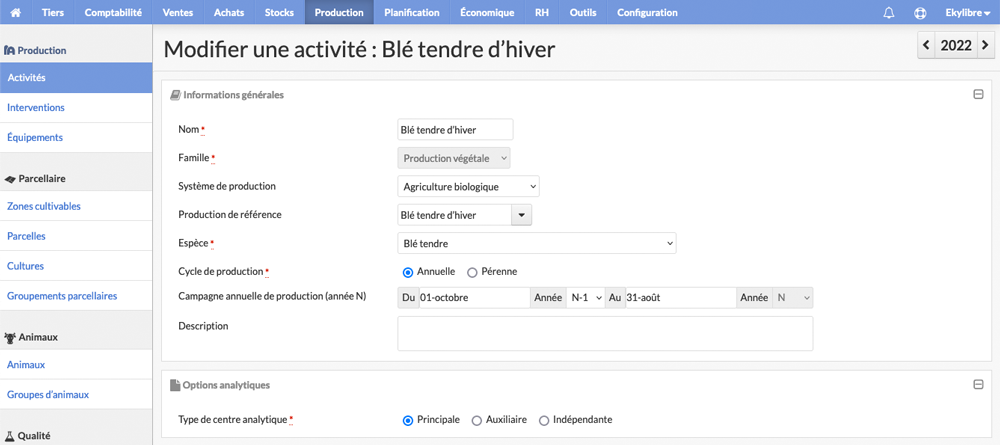 Tiers Comptabilité Ventes Achats Stocks Production Planification Économique RH Outils Configuration Ekylibre
Production
Activités
Interventions
Équipements
Parcellaire
Zones cultivables
Parcelles
Cultures
Groupements parcellaires
Animaux
Animaux
Groupes d'animaux
Qualité
Modifier une activité : Blé tendre d'hiver
2022
Informations générales
Nom * Blé tendre d'hiver
Famille * Production végétale
Système de production Agriculture biologique
Production de référence Blé tendre d'hiver
Espèce * Blé tendre
Cycle de production * Annuelle Pérenne
Campagne annuelle de production (année N) Du 01-octobre Année N-1 Au 31-août Année N
Description
Options analytiques
Type de centre analytique * Principale Auxiliaire Indépendante